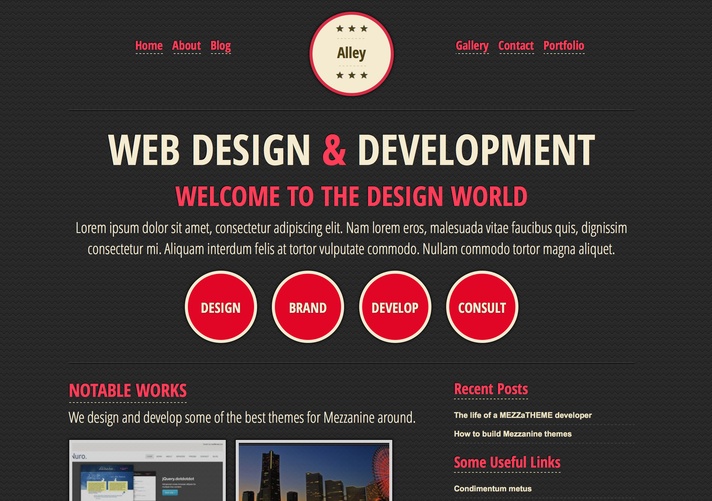 Home About Blog
Alley
Gallery Contact Portfolio
WEB DESIGN & DEVELOPMENT
WELCOME TO THE DESIGN WORLD
Lorem ipsum dolor sit amet, consectetur adipiscing elit. Nam lorem eros, malesuada vitae faucibus quis, dignissim
consectetur mi. Aliquam interdum felis at tortor vulputate commodo. Nullam commodo tortor magna aliquet.
DESIGN
BRAND
DEVELOP
CONSULT
NOTABLE WORKS
We design and develop some of the best themes for Mezzanine around.
Recent Posts
The life of a MEZZaTHEME developer
How to build Mezzanine themes
Some Useful Links
Condimentum metus